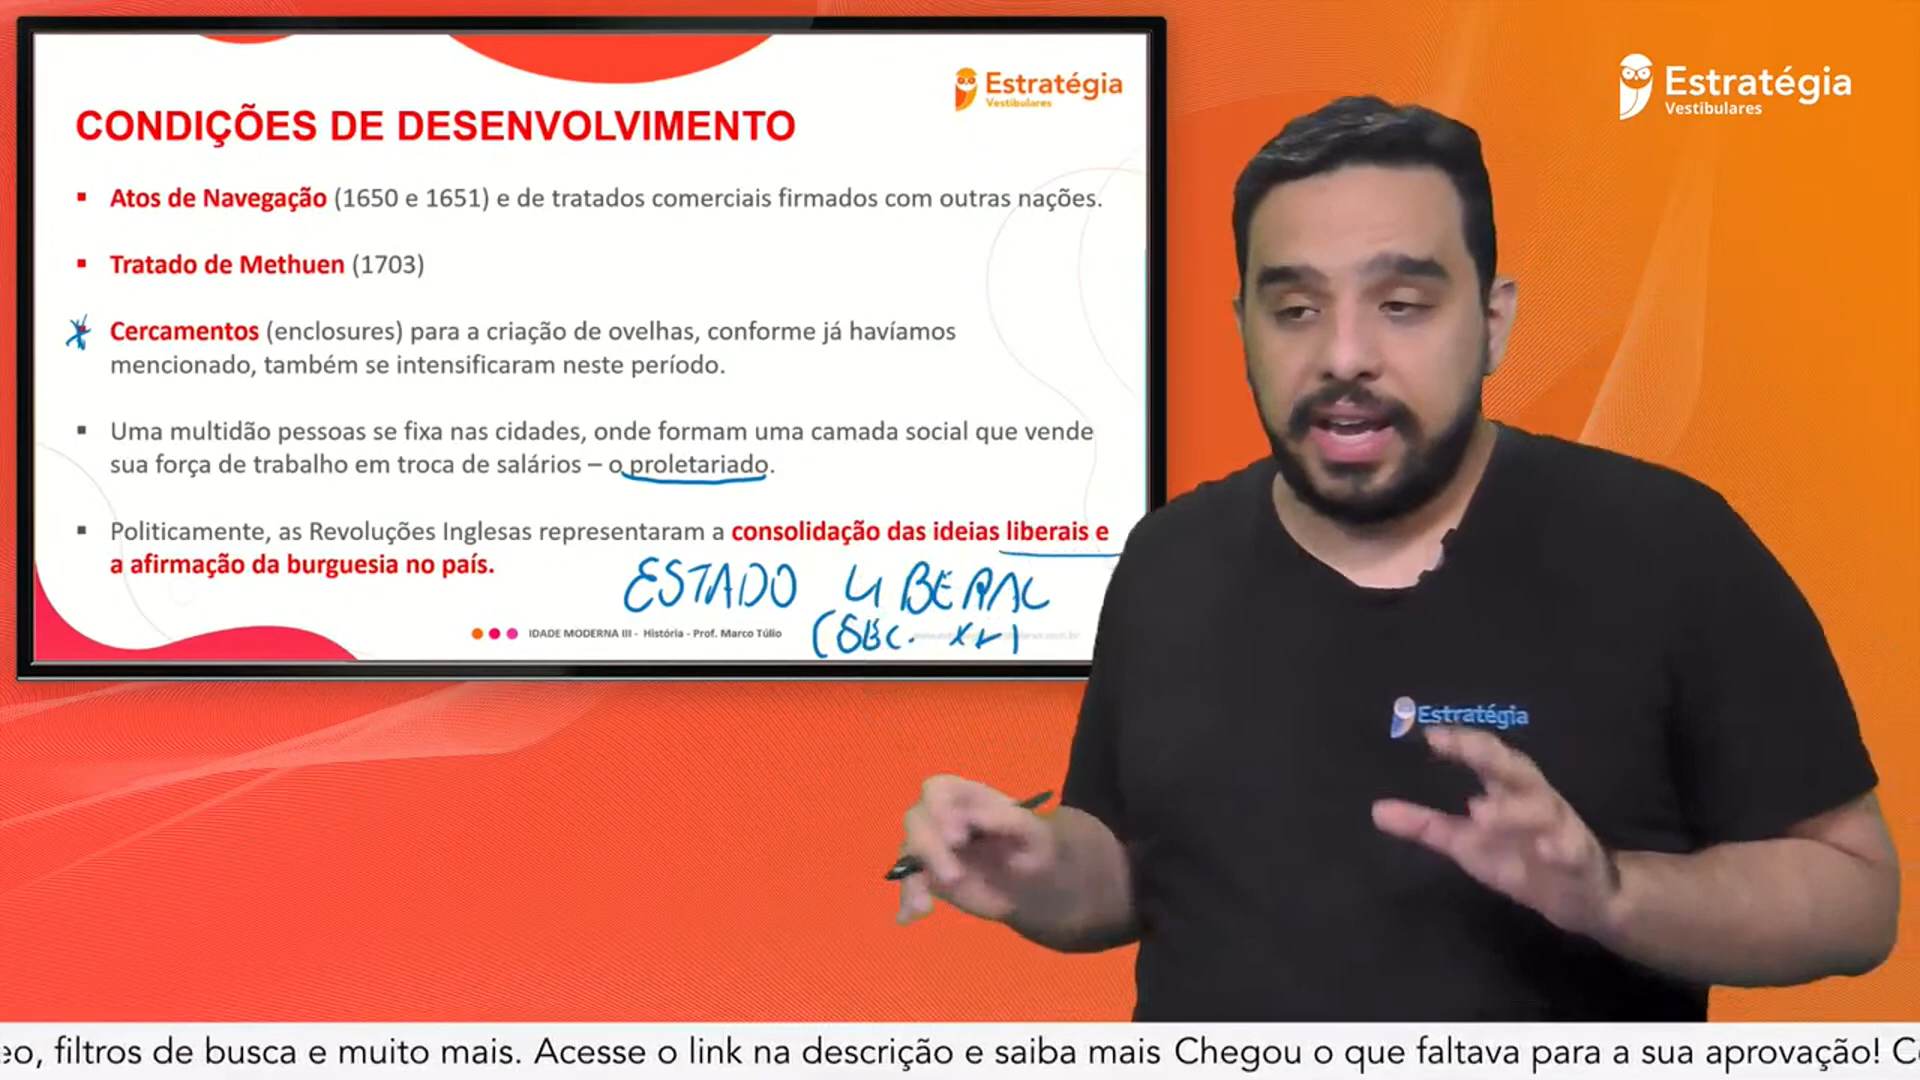 Estratégia
Vestibulares
Estratégia
Vestibulares
CONDIÇÕES DE DESENVOLVIMENTO
▪ Atos de Navegação (1650 e 1651) e de tratados comerciais firmados com outras nações.
▪ Tratado de Methuen (1703)
Cercamentos (enclosures) para a criação de ovelhas, conforme já havíamos
mencionado, também se intensificaram neste período.
▪ Uma multidão pessoas se fixa nas cidades, onde formam uma camada social que vende
sua força de trabalho em troca de salários – o proletariado.
▪ Politicamente, as Revoluções Inglesas representaram a consolidação das ideias liberais e
a afirmação da burguesia no país.
ESTADO LIBERAL
(SÉC.
IDADE MODERNA III - História - Prof. Marco Túlio
Estratégia
eo, filtros de busca e muito mais. Acesse o link na descrição e saiba mais Chegou o que faltava para a sua aprovação! C